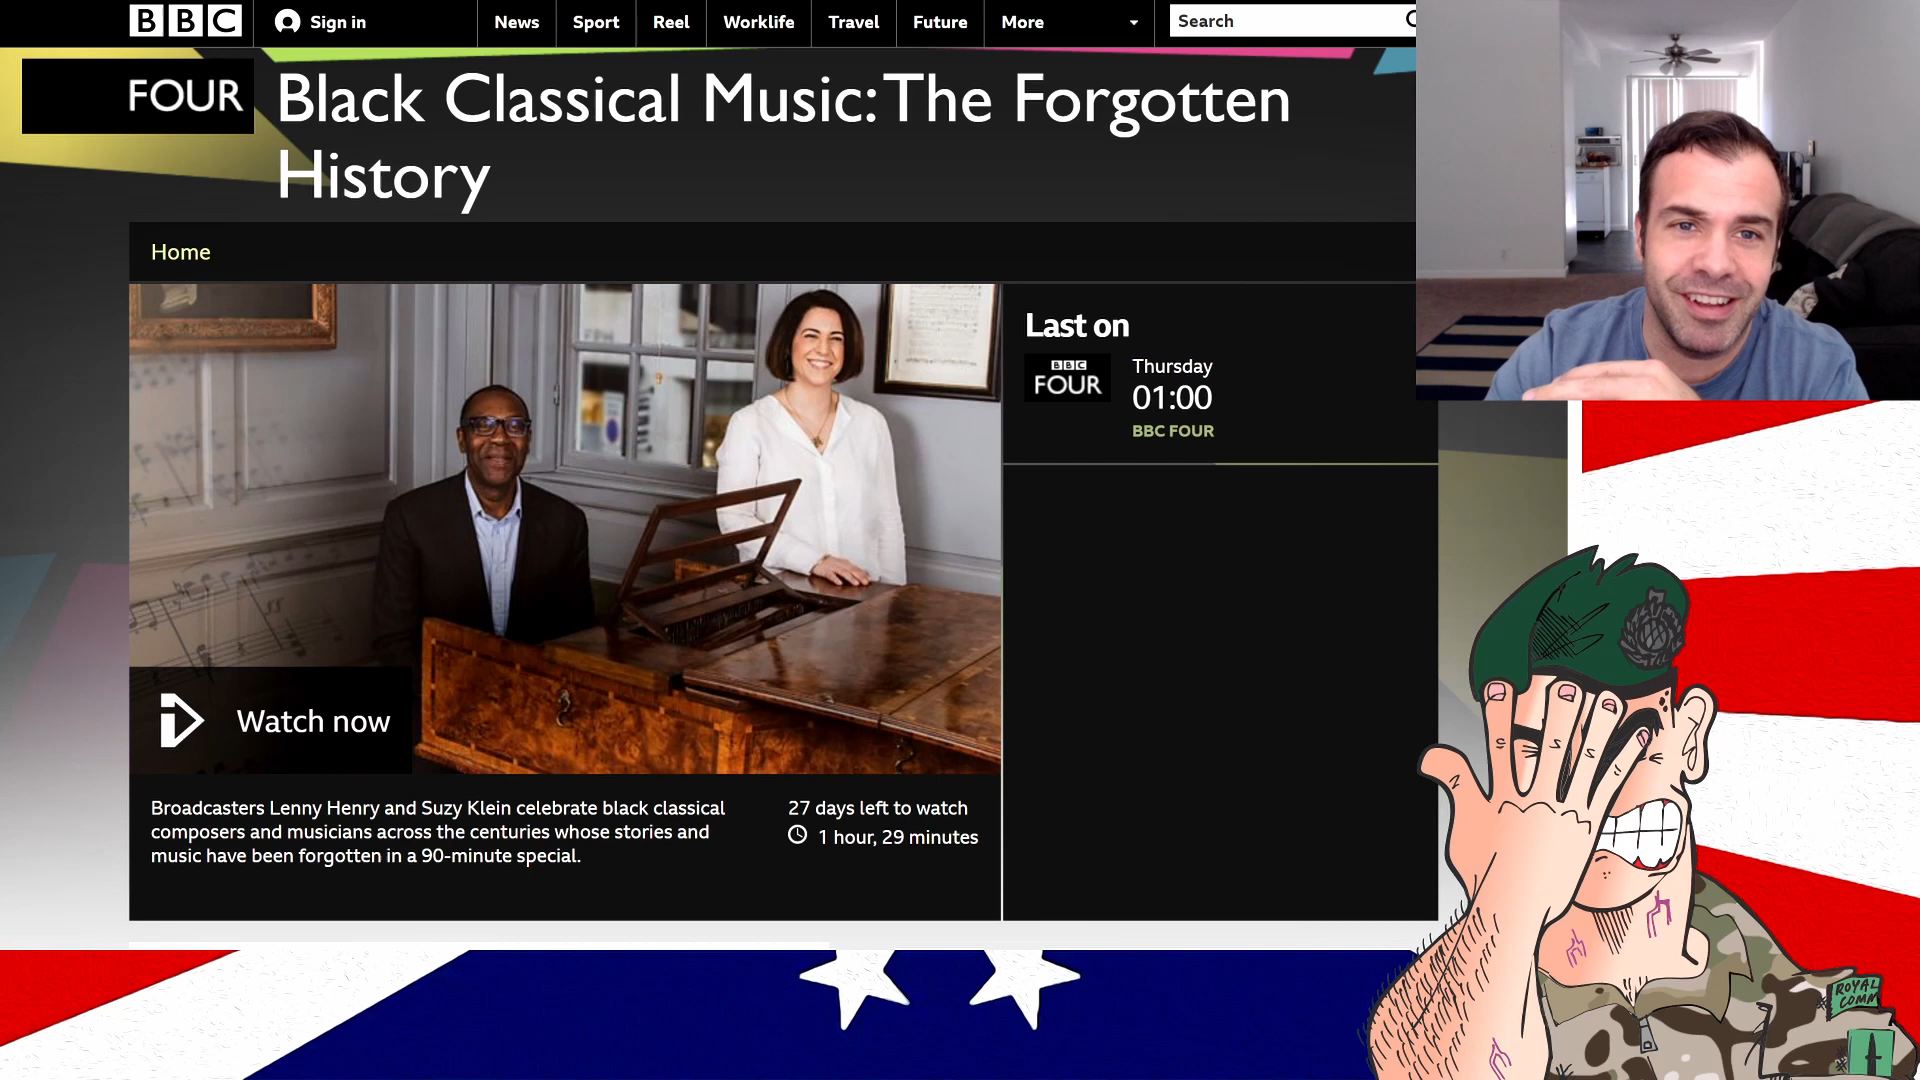 BBC
Sign in
News
Sport
Reel
Worklife
Travel
Future
More
Search
FOUR
Black Classical Music: The Forgotten
History
Home
Last on
BBC
FOUR
Thursday
01:00
BBC FOUR
Watch now
Broadcasters Lenny Henry and Suzy Klein celebrate black classical
composers and musicians across the centuries whose stories and
music have been forgotten in a 90-minute special.
27 days left to watch
1 hour, 29 minutes
ROYAL
COMM